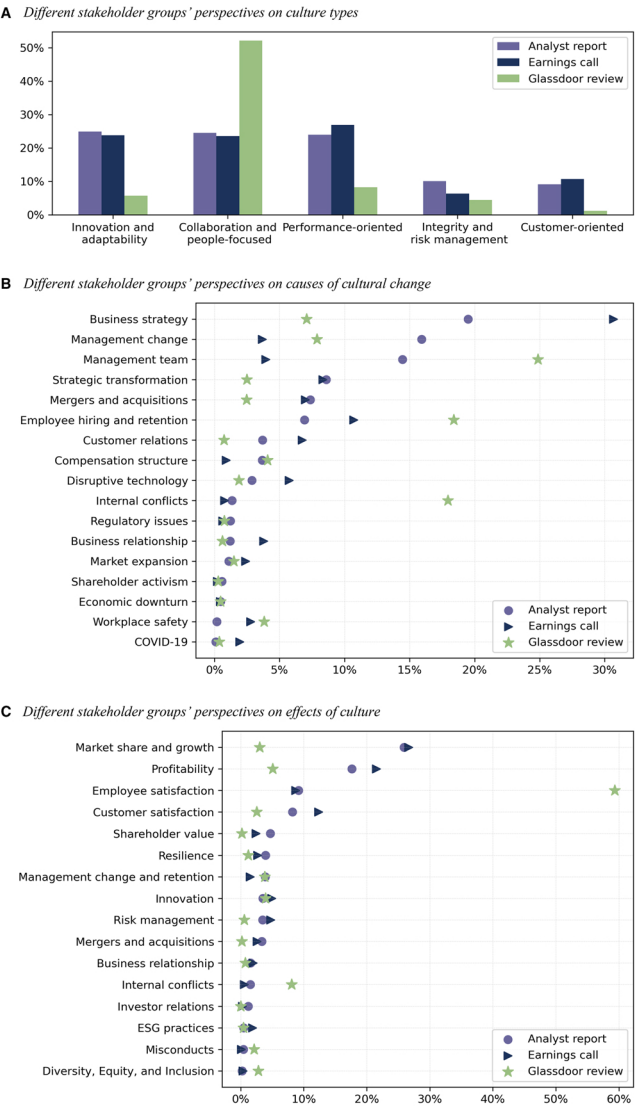 A Different stakeholder groups’ perspectives on culture types
50%
40%
30%
20%
10%
0%
Analyst report
Earnings call
Glassdoor review
Innovation and
adaptability
Collaboration and
people-focused
Performance-oriented
Integrity and
risk management
Customer-oriented
B Different stakeholder groups’ perspectives on causes of cultural change
Business strategy
Management change
Management team
Strategic transformation
Mergers and acquisitions
Employee hiring and retention
Customer relations
Compensation structure
Disruptive technology
Internal conflicts
Regulatory issues
Business relationship
Market expansion
Shareholder activism
Economic downturn
Workplace safety
COVID-19
Analyst report
Earnings call
Glassdoor review
0% 5% 10% 15% 20% 25% 30%
C Different stakeholder groups’ perspectives on effects of culture
Market share and growth
Profitability
Employee satisfaction
Customer satisfaction
Shareholder value
Resilience
Management change and retention
Innovation
Risk management
Mergers and acquisitions
Business relationship
Internal conflicts
Investor relations
ESG practices
Misconducts
Diversity, Equity, and Inclusion
Analyst report
Earnings call
Glassdoor review
0% 10% 20% 30% 40% 50% 60%